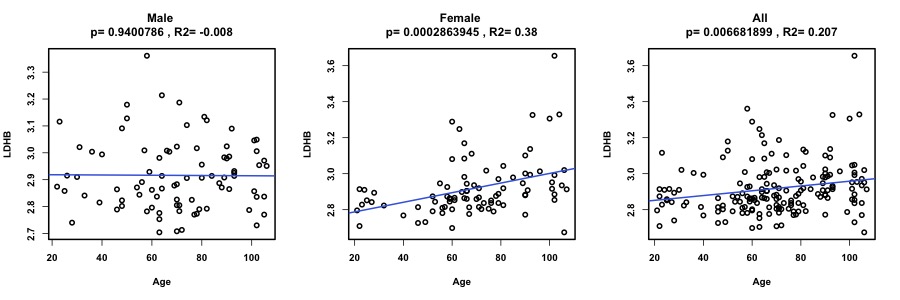 Male
p= 0.9400786 , R2= -0.008
LDHB
2.7 2.8 2.9 3.0 3.1 3.2 3.3
20 40 60 80 100
Age
Female
p= 0.0002863945 , R2= 0.38
LDHB
2.8 3.0 3.2 3.4 3.6
20 40 60 80 100
Age
All
p= 0.006681899 , R2= 0.207
LDHB
2.8 3.0 3.2 3.4 3.6
20 40 60 80 100
Age